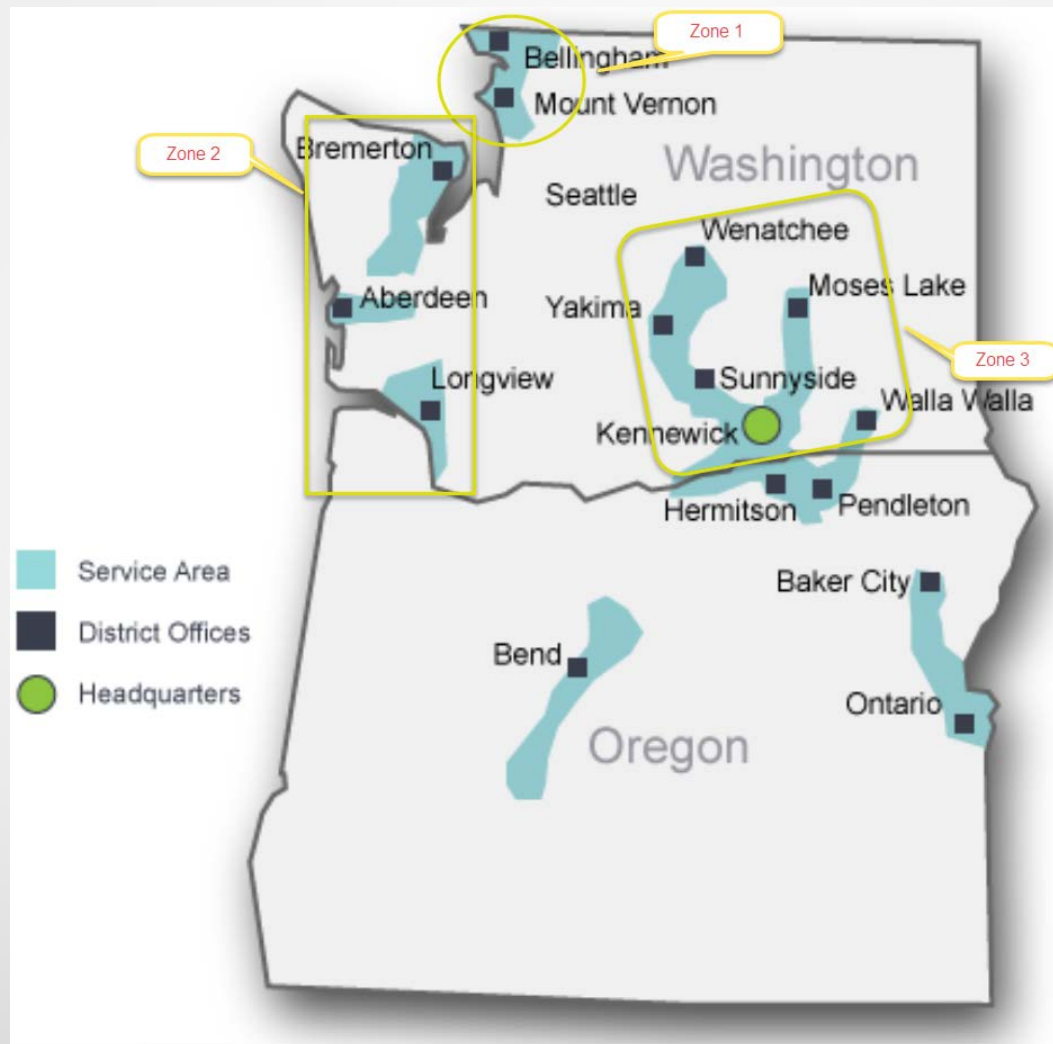 Zone 1
Bellingham
Mount Vernon
Zone 2
Bremerton
Washington
Seattle
Wenatchee
Moses Lake
Aberdeen
Yakima
Zone 3
Longview
Sunnyside
Walla Walla
Kennewick
Hermitson
Pendleton
Service Area
Baker City
District Offices
Bend
Headquarters
Ontario
Oregon